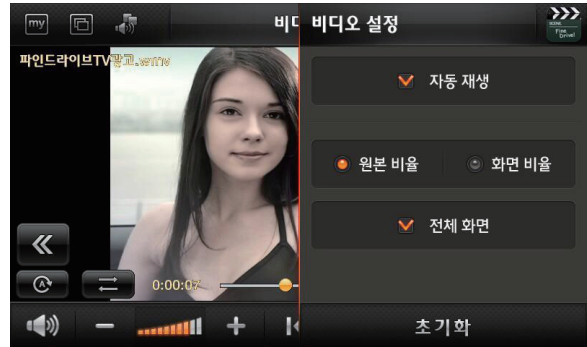 my
비디오 설정
Fine
Drive!
파인드라이브TV광고.wmv
자동 재생
원본 비율
화면 비율
전체 화면
A
0:00:07
초기화